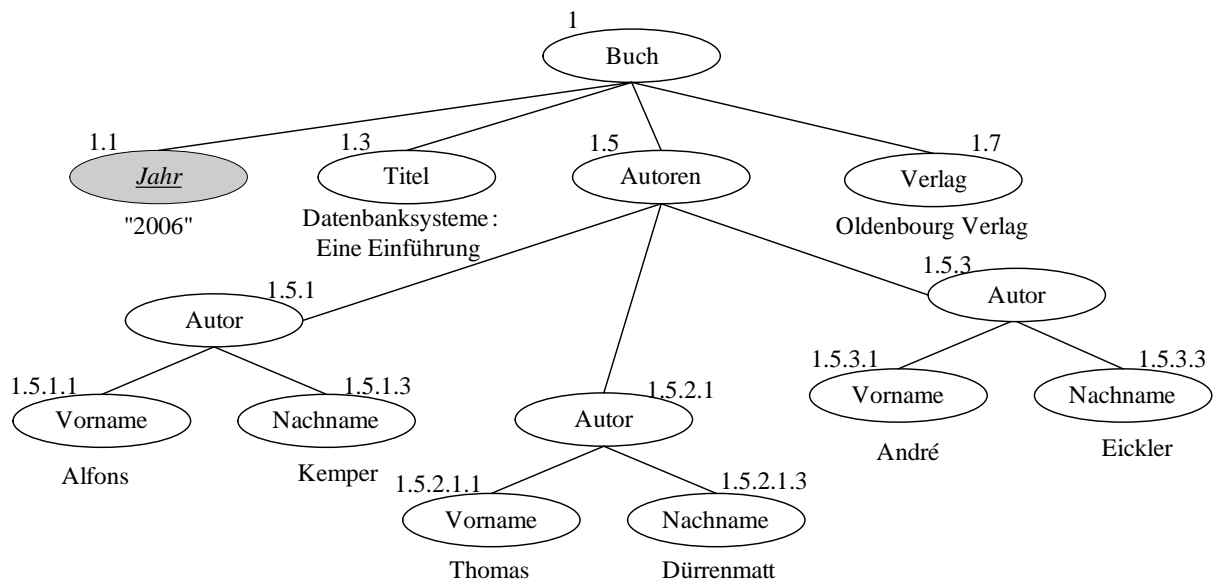 1
Buch
1.1
1.3
1.5
1.7
Jahr
Titel
Autoren
Verlag
"2006"
Datenbanksysteme:
Eine Einführung
Oldenbourg Verlag
1.5.1
1.5.3
Autor
Autor
1.5.1.1
1.5.1.3
1.5.2.1
1.5.3.1
1.5.3.3
Vorname
Nachname
Autor
Vorname
Nachname
Alfons
Kemper
André
Eickler
1.5.2.1.1
1.5.2.1.3
Vorname
Nachname
Thomas
Dürrenmatt